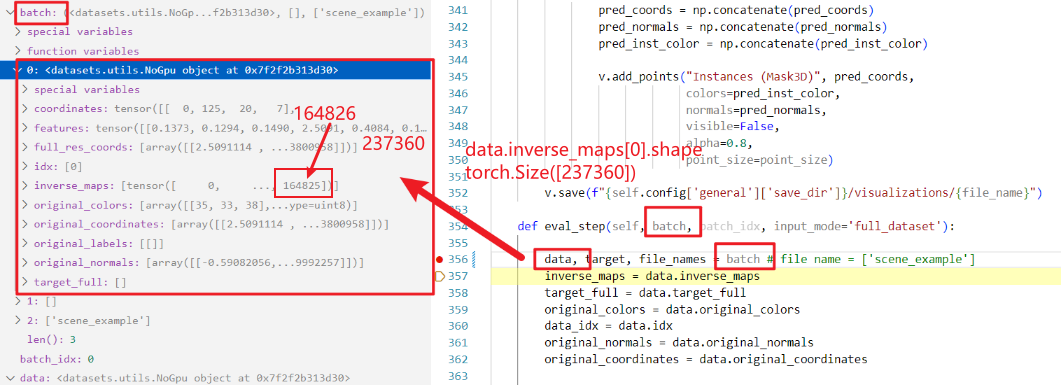 batch: (<datasets.utils.NoGp...f2b313d30>, [], ['scene_example'])
special variables
function variables
0: <datasets.utils.NoGpu object at 0x7f2f2b313d30>
special variables
coordinates: tensor([[ 0, 125, 20, 7],
features: tensor([[0.1373, 0.1294, 0.1490, 2.5091, 0.4084, 0.1...
full_res_coords: [array([[2.5091114 , ...3800958]])]
idx: [0]
inverse_maps: [tensor([ 0, ..., 164825])]
original_colors: [array([[35, 33, 38],...ype=uint8)]
original_coordinates: [array([[2.5091114 , ...3800958]])]
original_labels: [[]]
original_normals: [array([[-0.59082056,...9992257]])]
target_full: []
1: []
2: ['scene_example']
len(): 3
batch_idx: 0
data: <datasets.utils.NoGpu object at 0x7f2f2b313d30>
164826
237360
data.inverse_maps[0].shape
torch.Size([237360])
341 pred_coords = np.concatenate(pred_coords)
342 pred_normals = np.concatenate(pred_normals)
343 pred_inst_color = np.concatenate(pred_inst_color)
344
345 v.add_points("Instances (Mask3D)", pred_coords,
346 colors=pred_inst_color,
347 normals=pred_normals,
348 visible=False,
349 alpha=0.8,
350 point_size=point_size)
352 v.save(f"{self.config['general']['save_dir']}/visualizations/{file_name}")
353
354 def eval_step(self, batch, batch_idx, input_mode='full_dataset'):
355
356 data, target, file_names = batch # file name = ['scene_example']
357 inverse_maps = data.inverse_maps
358 target_full = data.target_full
359 original_colors = data.original_colors
360 data_idx = data.idx
361 original_normals = data.original_normals
362 original_coordinates = data.original_coordinates
363